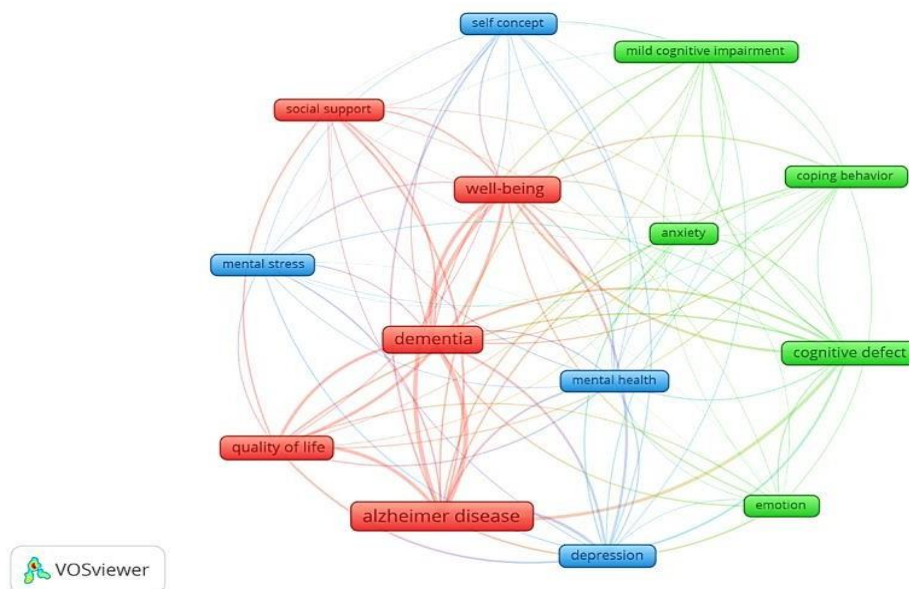 self concept
mild cognitive impairment
social support
coping behavior
well-being
anxiety
mental stress
dementia
cognitive defect
mental health
quality of life
emotion
alzheimer disease
depression
VOSviewer